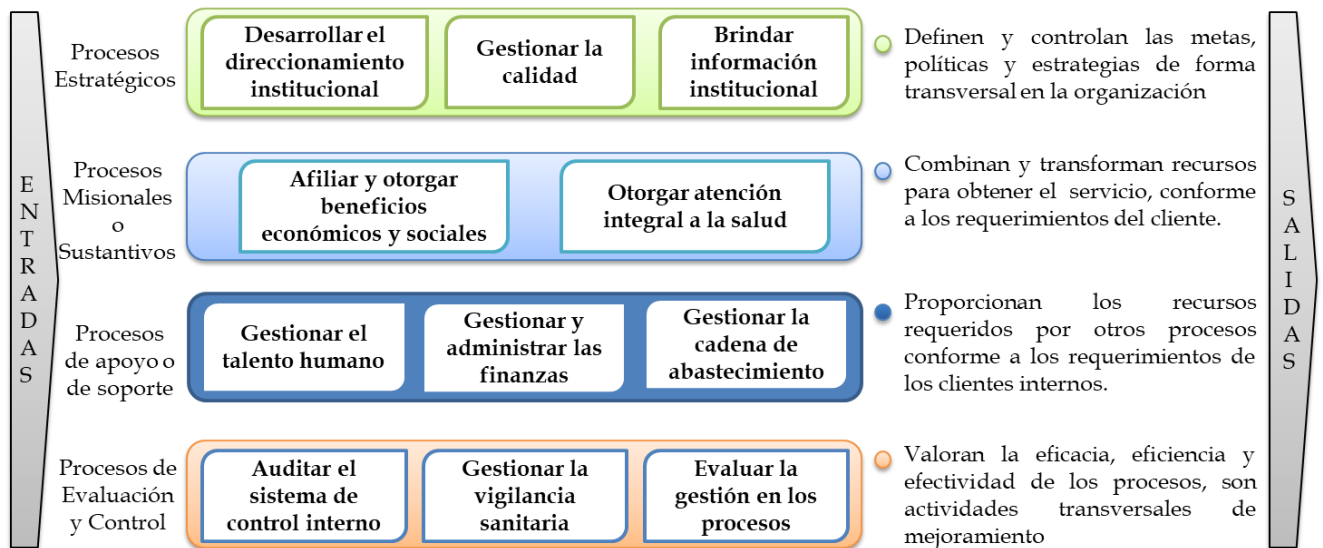 ENTRADAS
Procesos
Estratégicos
Desarrollar el
direccionamiento
institucional
Gestionar la
calidad
Brindar
información
institucional
Definen y controlan las metas,
políticas y estrategias de forma
transversal en la organización
Procesos
Misionales
o
Sustantivos
Afiliar y otorgar
beneficios
económicos y sociales
Otorgar atención
integral a la salud
Combinan y transforman recursos
para obtener el servicio, conforme
a los requerimientos del cliente.
Procesos
de apoyo o
de soporte
Gestionar el
talento humano
Gestionar y
administrar las
finanzas
Gestionar la
cadena de
abastecimiento
Proporcionan los recursos
requeridos por otros procesos
conforme a los requerimientos de
los clientes internos.
Procesos de
Evaluación
y Control
Auditar el
sistema de
control interno
Gestionar la
vigilancia
sanitaria
Evaluar la
gestión en los
procesos
Valoran la eficacia, eficiencia y
efectividad de los procesos, son
actividades transversales de
mejoramiento
SALIDAS